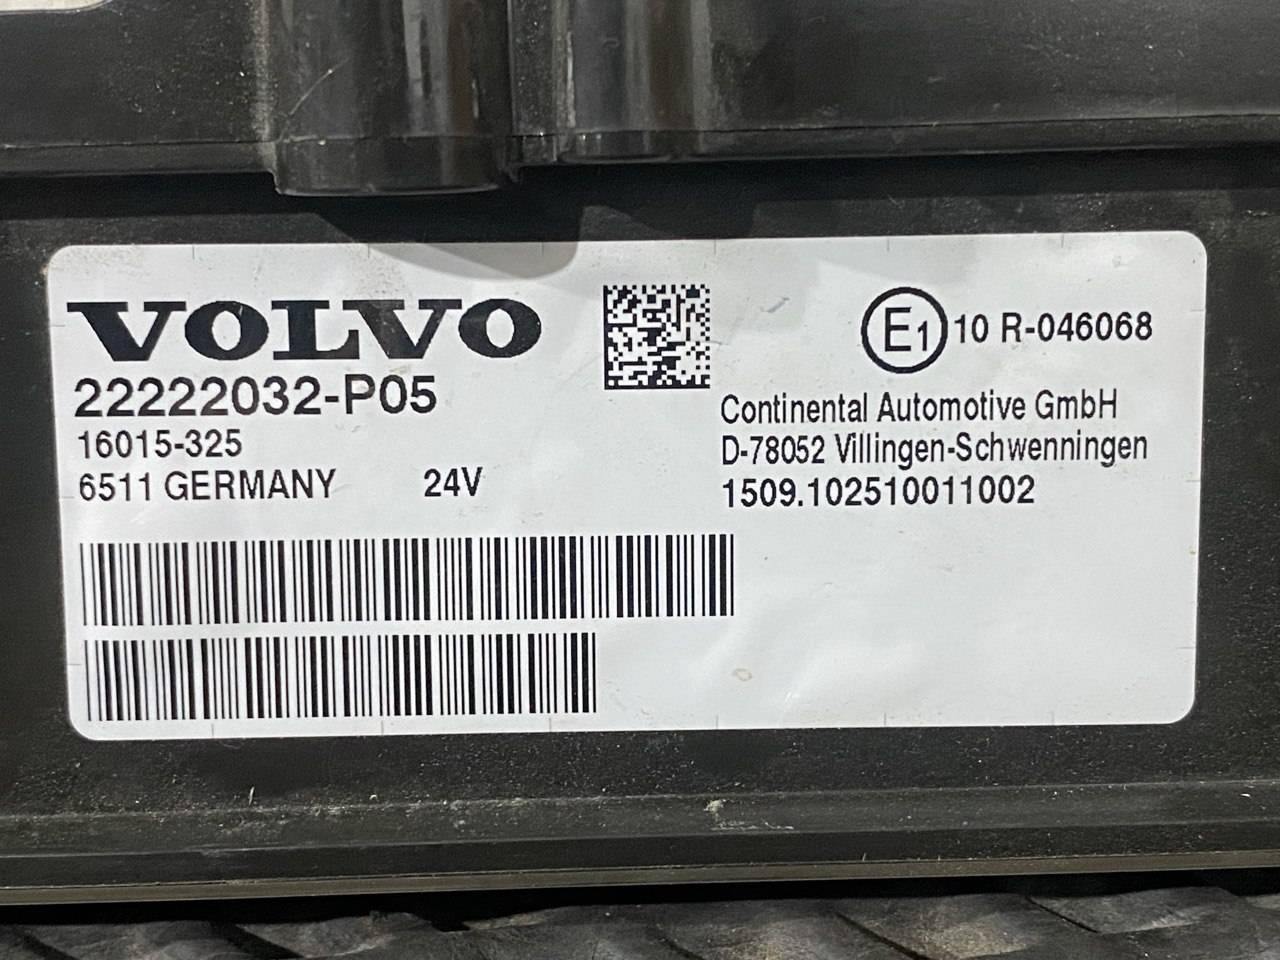 VOLVO
22222032-P05
16015-325
6511 GERMANY 24V
E1 10 R-046068
Continental Automotive GmbH
D-78052 Villingen-Schwenningen
1509.102510011002